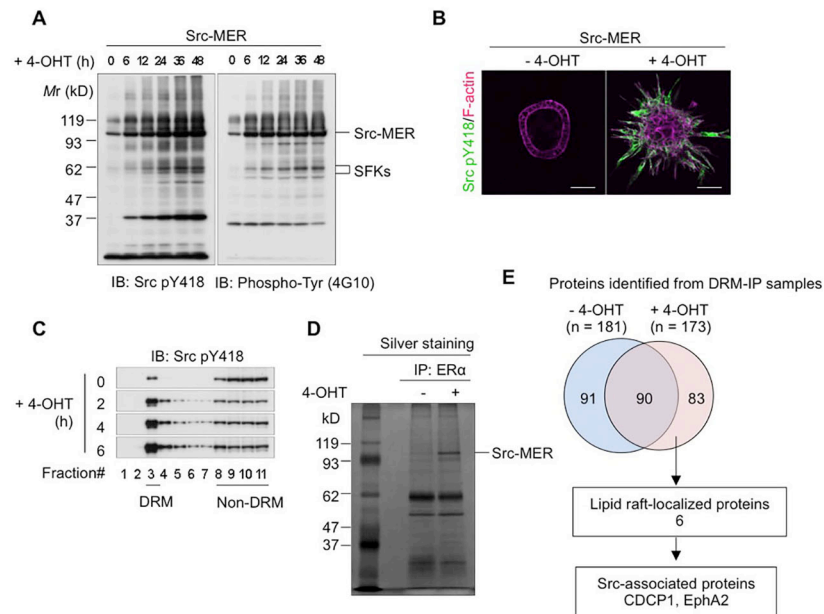 A
Src-MER
+ 4-OHT (h) 0 6 12 24 36 48 0 6 12 24 36 48
Mr (kD)
119
93
62
47
37
Src-MER
SFKs
IB: Src pY418 IB: Phospho-Tyr (4G10)
B
Src-MER
- 4-OHT + 4-OHT
Src pY418/F-actin
C
IB: Src pY418
+ 4-OHT (h)
0
2
4
6
Fraction# 1 2 3 4 5 6 7 8 9 10 11
DRM Non-DRM
D
Silver staining
IP: ERα
4-OHT - +
kD
119
93
62
47
37
Src-MER
E
Proteins identified from DRM-IP samples
- 4-OHT + 4-OHT
(n = 181) (n = 173)
91 90 83
Lipid raft-localized proteins
6
Src-associated proteins
CDCP1, EphA2